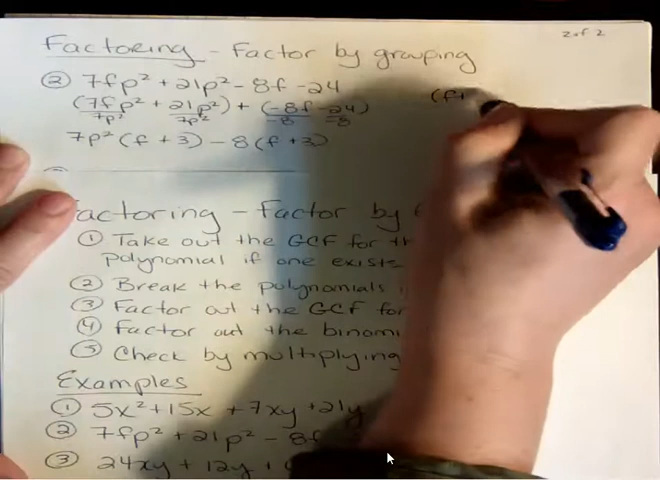 2 of 2
Factoring - Factor by grouping
② 7fp² + 21p² - 8f - 24
(7fp² + 21p²) + (-8f - 24)
7p² 7p² -8 -8
7p² (f + 3) - 8 (f + 3)
(f+
Factoring - Factor by
① Take out the GCF for
polynomial if one exists
② Break the polynomials
③ Factor out the GCF for
④ Factor out the
⑤ Check by multiplying
Examples
① 5x² + 15x + 7xy + 21y
② 7fp² + 21p² - 8f
③ 24xy + 12y +